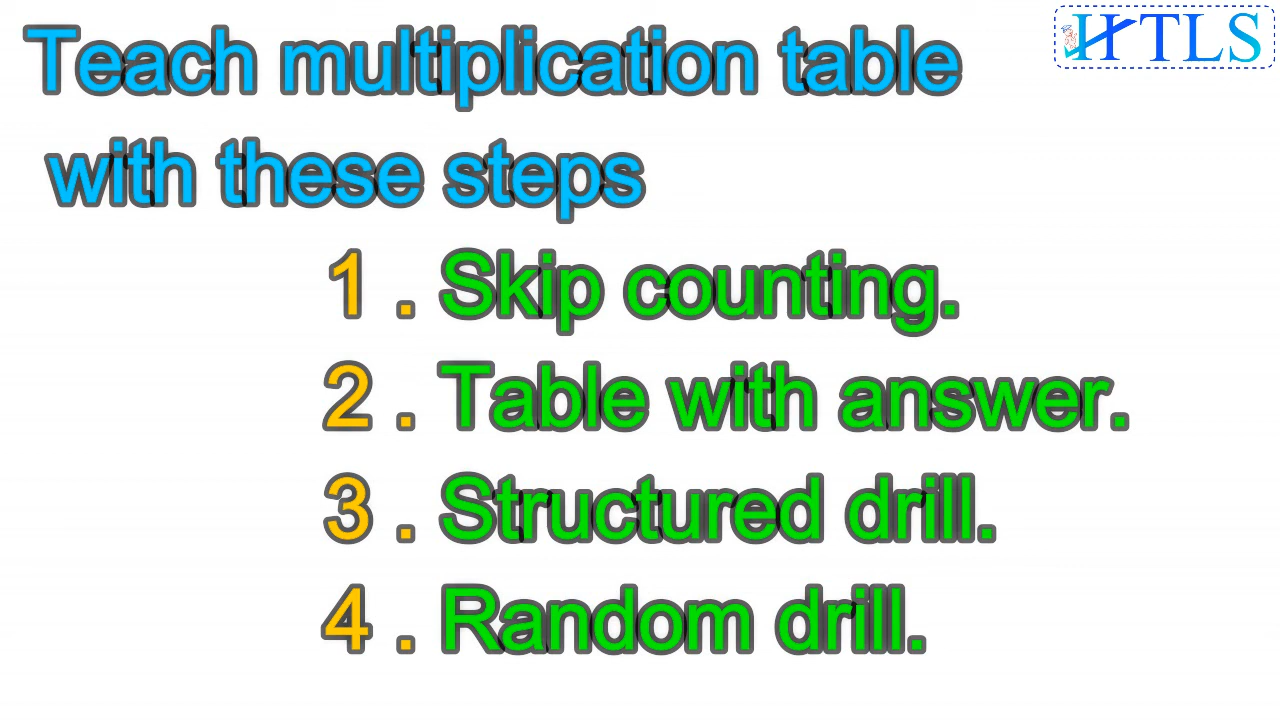 Teach multiplication table
HTLS
with these steps
1 . Skip counting.
2 . Table with answer.
3 . Structured drill.
4 . Random drill.